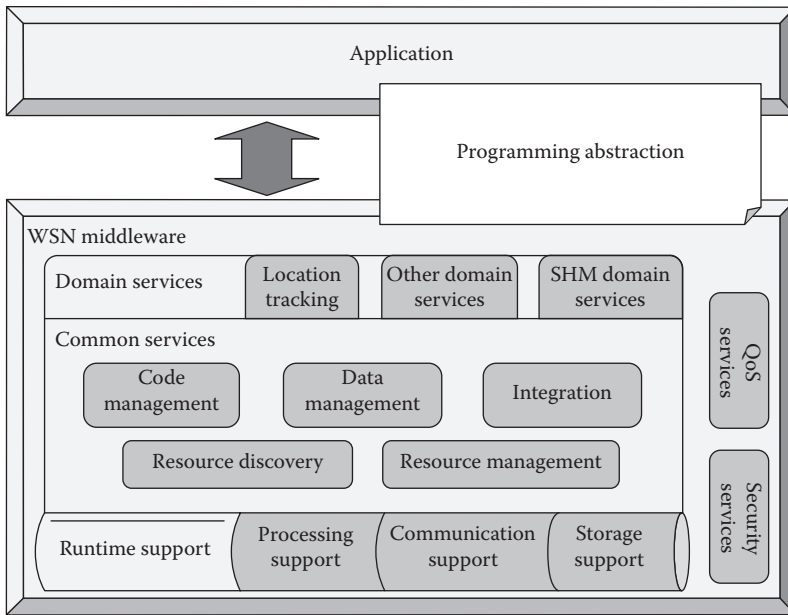 Application
Programming abstraction
WSN middleware
Domain services
Location
tracking
Other domain
services
SHM domain
services
Common services
Code
management
Data
management
Integration
Resource discovery
Resource management
QoS
services
Security
services
Runtime support
Processing
support
Communication
support
Storage
support